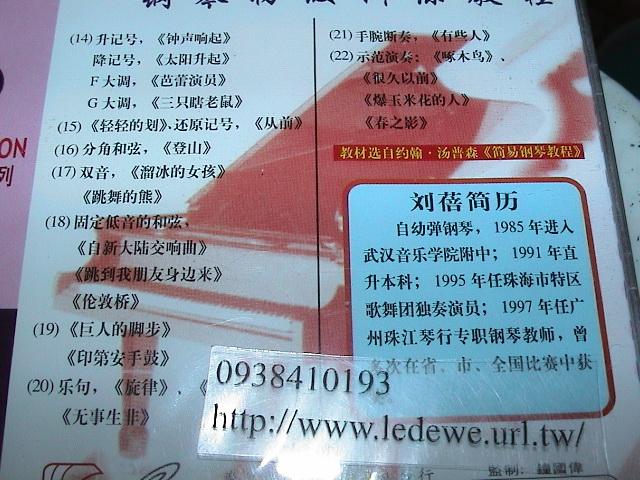 (14) 升记号，《钟声响起》
降记号，《太阳升起》
F 大调，《芭蕾演员》
G 大调，《三只瞎老鼠》
(15)《轻轻的划》、还原记号，《从前》
(16) 分角和弦，《登山》
(17) 双音，《溜冰的女孩》
《跳舞的熊》
(18) 固定低音的和弦，
《自新大陆交响曲》
《跳到我朋友身边来》
《伦敦桥》
(19)《巨人的脚步》
《印第安手鼓》
(20) 乐句，《旋律》、《
《无事生非》
(21) 手腕断奏，《有些人》
(22) 示范演奏：《啄木鸟》、
《很久以前》
《爆玉米花的人》
《春之影》
教材选自约翰·汤普森《简易钢琴教程》
刘蓓简历
自幼弹钢琴，1985 年进入
武汉音乐学院附中；1991 年直
升本科；1995 年任珠海市特区
歌舞团独奏演员；1997 年任广
州珠江琴行专职钢琴教师，曾
多次在省、市、全国比赛中获
0938410193
http://www.ledewe.url.tw/
行
監制：鐘國偉
ON
列